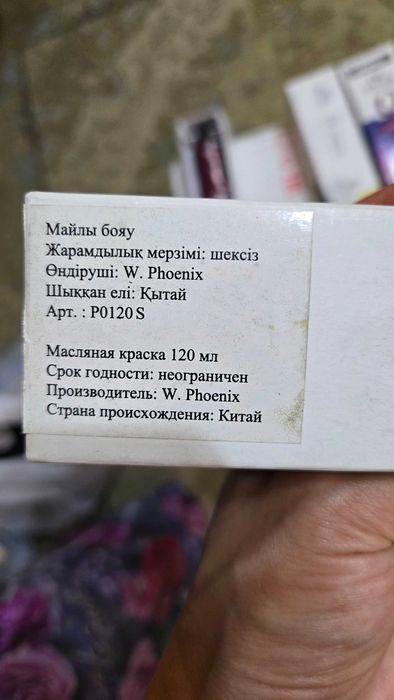 Майлы бояу
Жарамдылық мерзімі: шексіз
Өндіруші: W. Phoenix
Шыққан елі: Қытай
Арт. : P0120 S
Масляная краска 120 мл
Срок годности: неограничен
Производитель: W. Phoenix
Страна происхождения: Китай